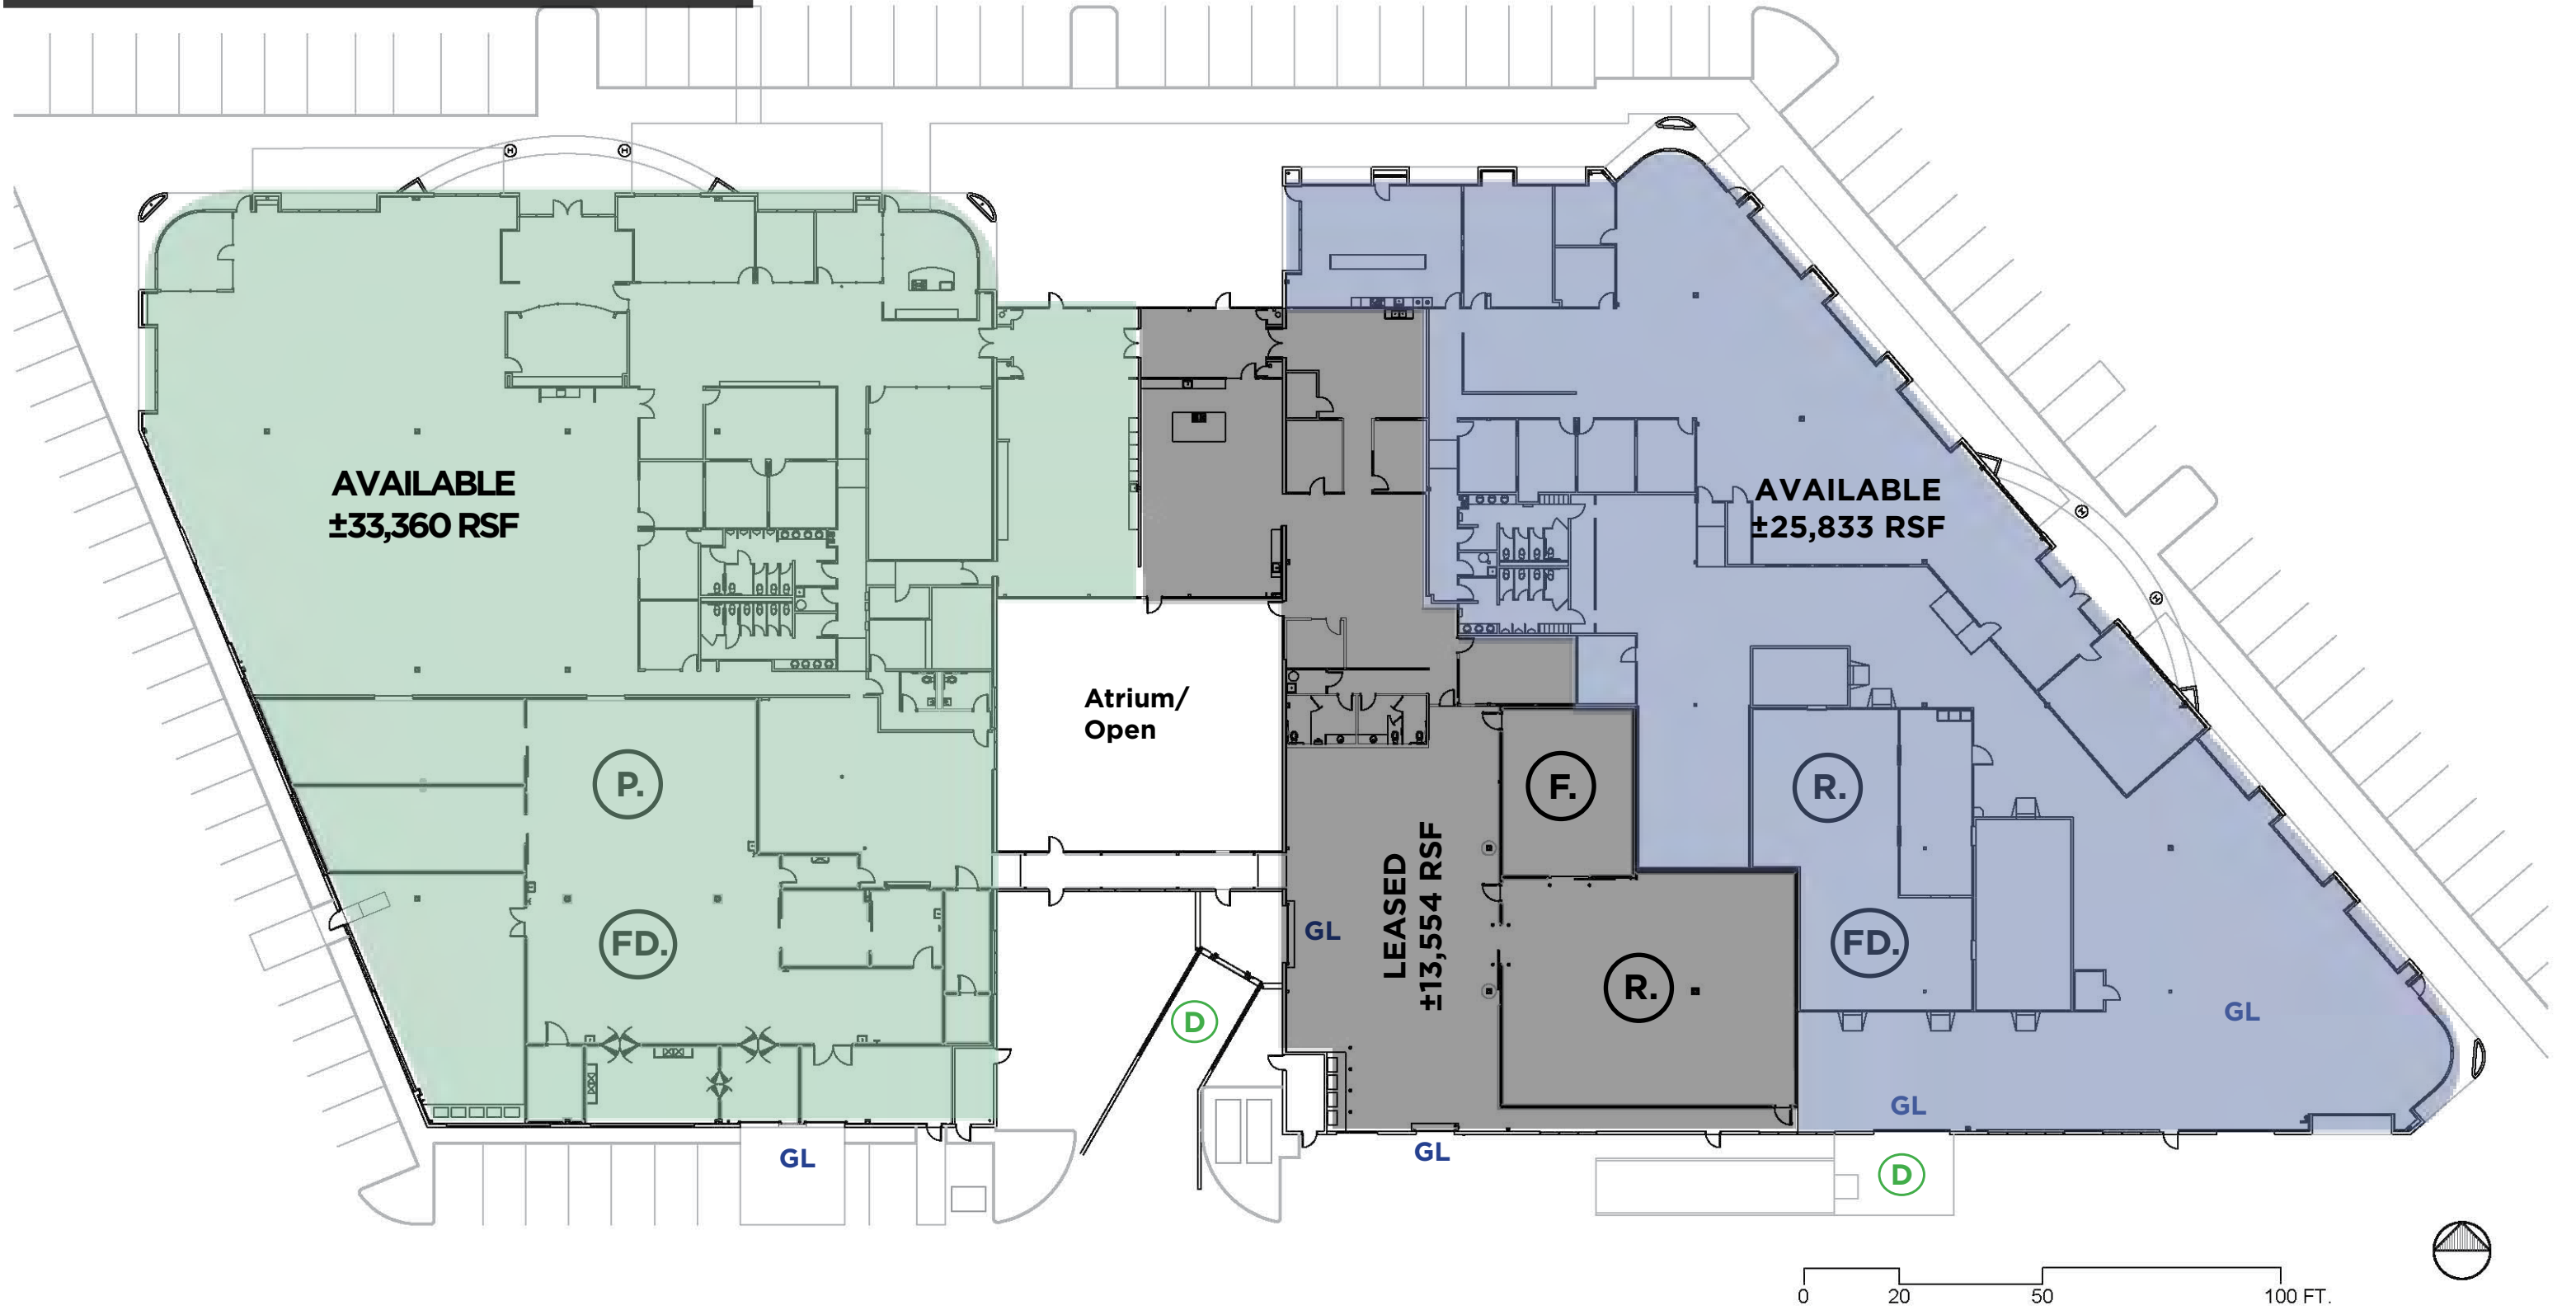 AVAILABLE
±33,360 RSF
AVAILABLE
±25,833 RSF
Atrium/
Open
P.
F.
R.
LEASED
±13,554 RSF
FD.
GL
R.
FD.
D
GL
GL
GL
GL
D
0 20 50 100 FT.